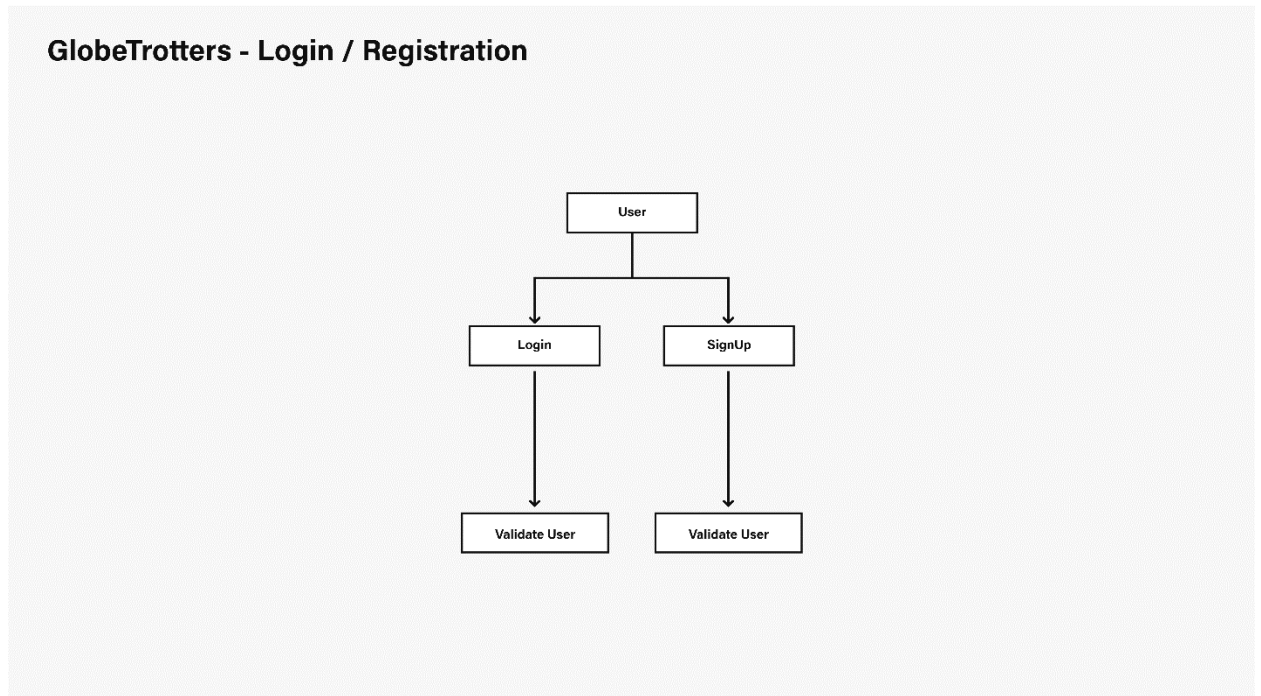 GlobeTrotters - Login / Registration
User
Login
SignUp
Validate User
Validate User